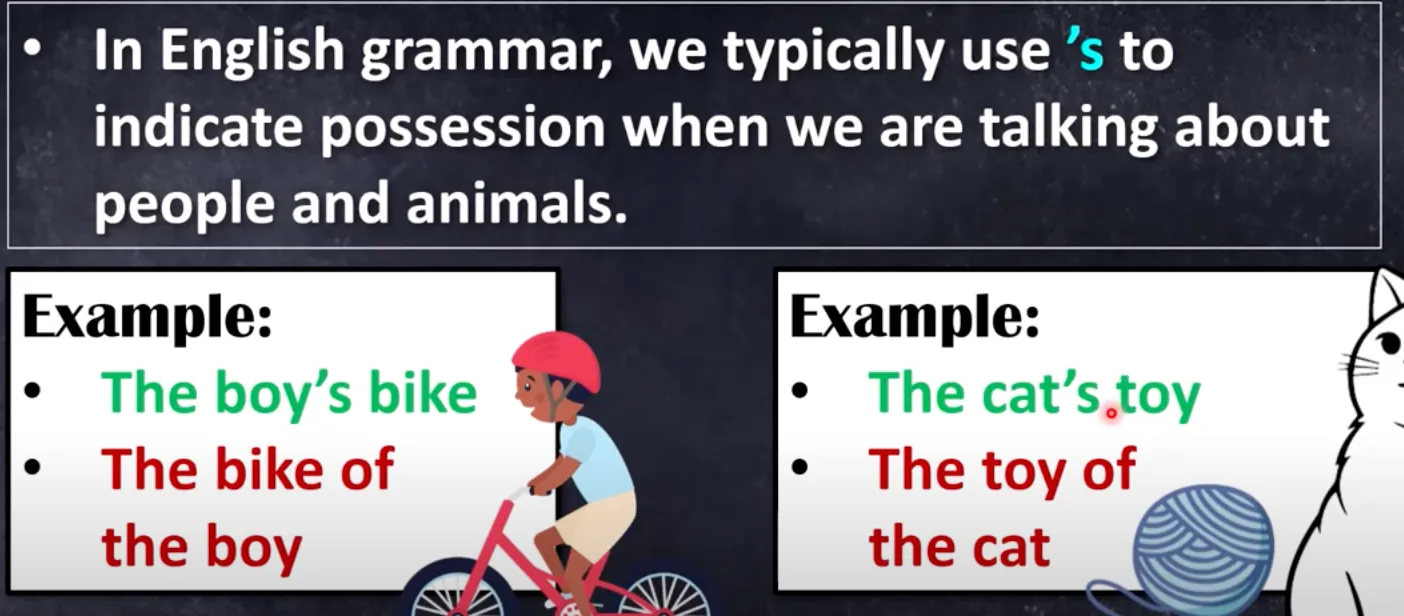 • In English grammar, we typically use ’s to
indicate possession when we are talking about
people and animals.
Example:
• The boy’s bike
• The bike of
the boy
Example:
• The cat’s toy
• The toy of
the cat